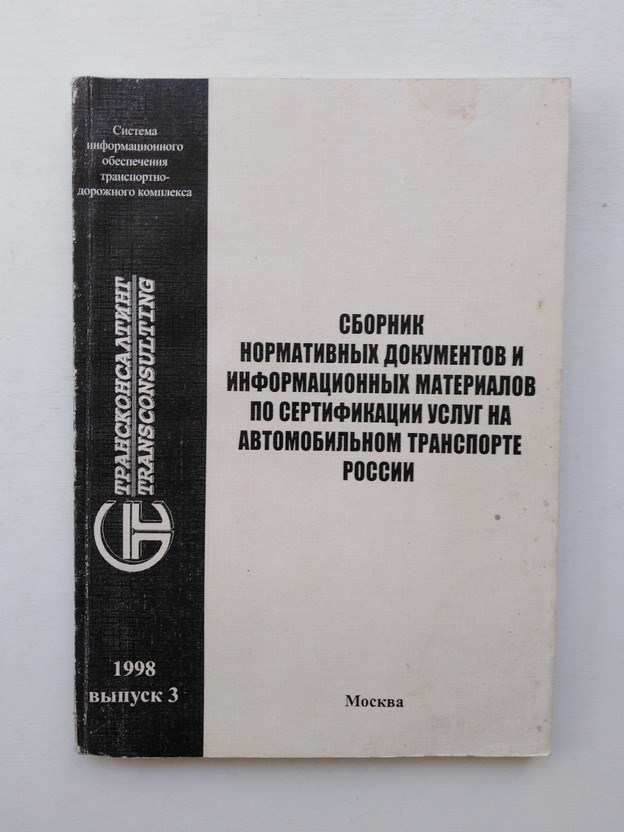 Система
информационного
обеспечения
транспортно-
дорожного комплекса
ТРАНСКОНСАЛТИНГ
TRANSCONSULTING
1998
выпуск 3
СБОРНИК
НОРМАТИВНЫХ ДОКУМЕНТОВ И
ИНФОРМАЦИОННЫХ МАТЕРИАЛОВ
ПО СЕРТИФИКАЦИИ УСЛУГ НА
АВТОМОБИЛЬНОМ ТРАНСПОРТЕ
РОССИИ
Москва